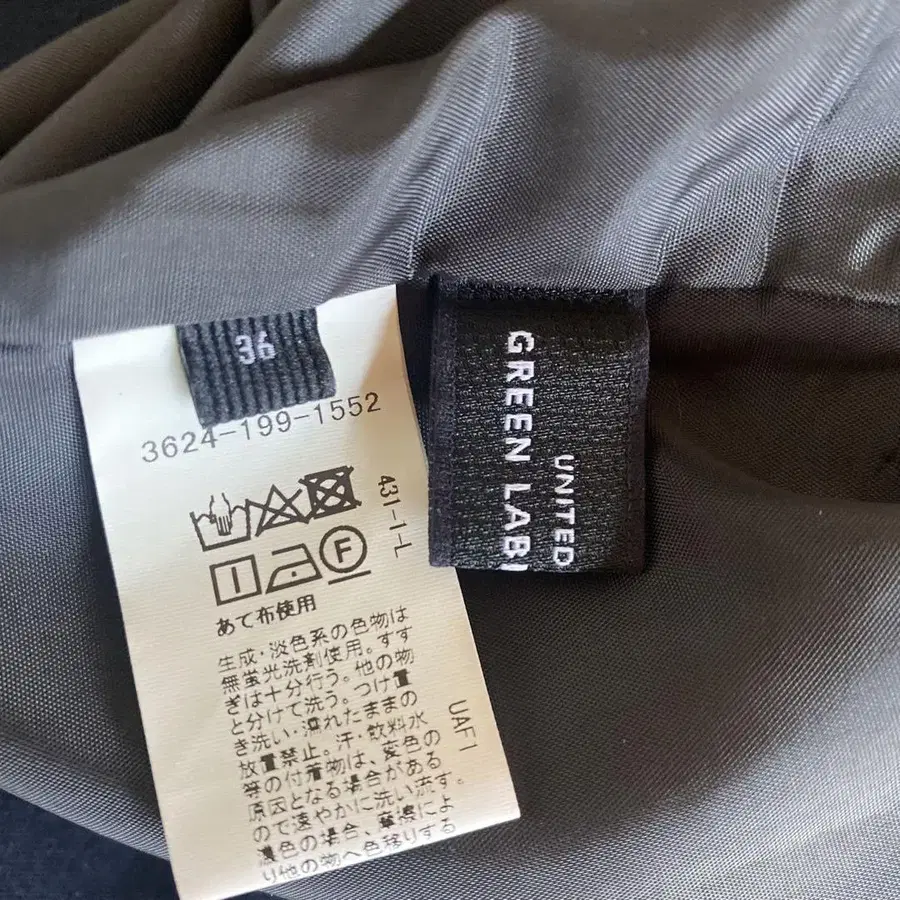 36
3624-199-1552
431-1-L
F
あて布使用
生成・淡色系の色物は
無蛍光洗剤使用。すす
ぎは十分行う。他の物
と分けて洗う。つけ置
き洗い・濡れたままの
放置禁止。汗・飲料水
等の付着物は、変色の
原因となる場合がある
ので速やかに洗い流す。
濃色の場合、摩擦によ
り他の物へ色移りする
UAF1
UNITED
GREEN LAB